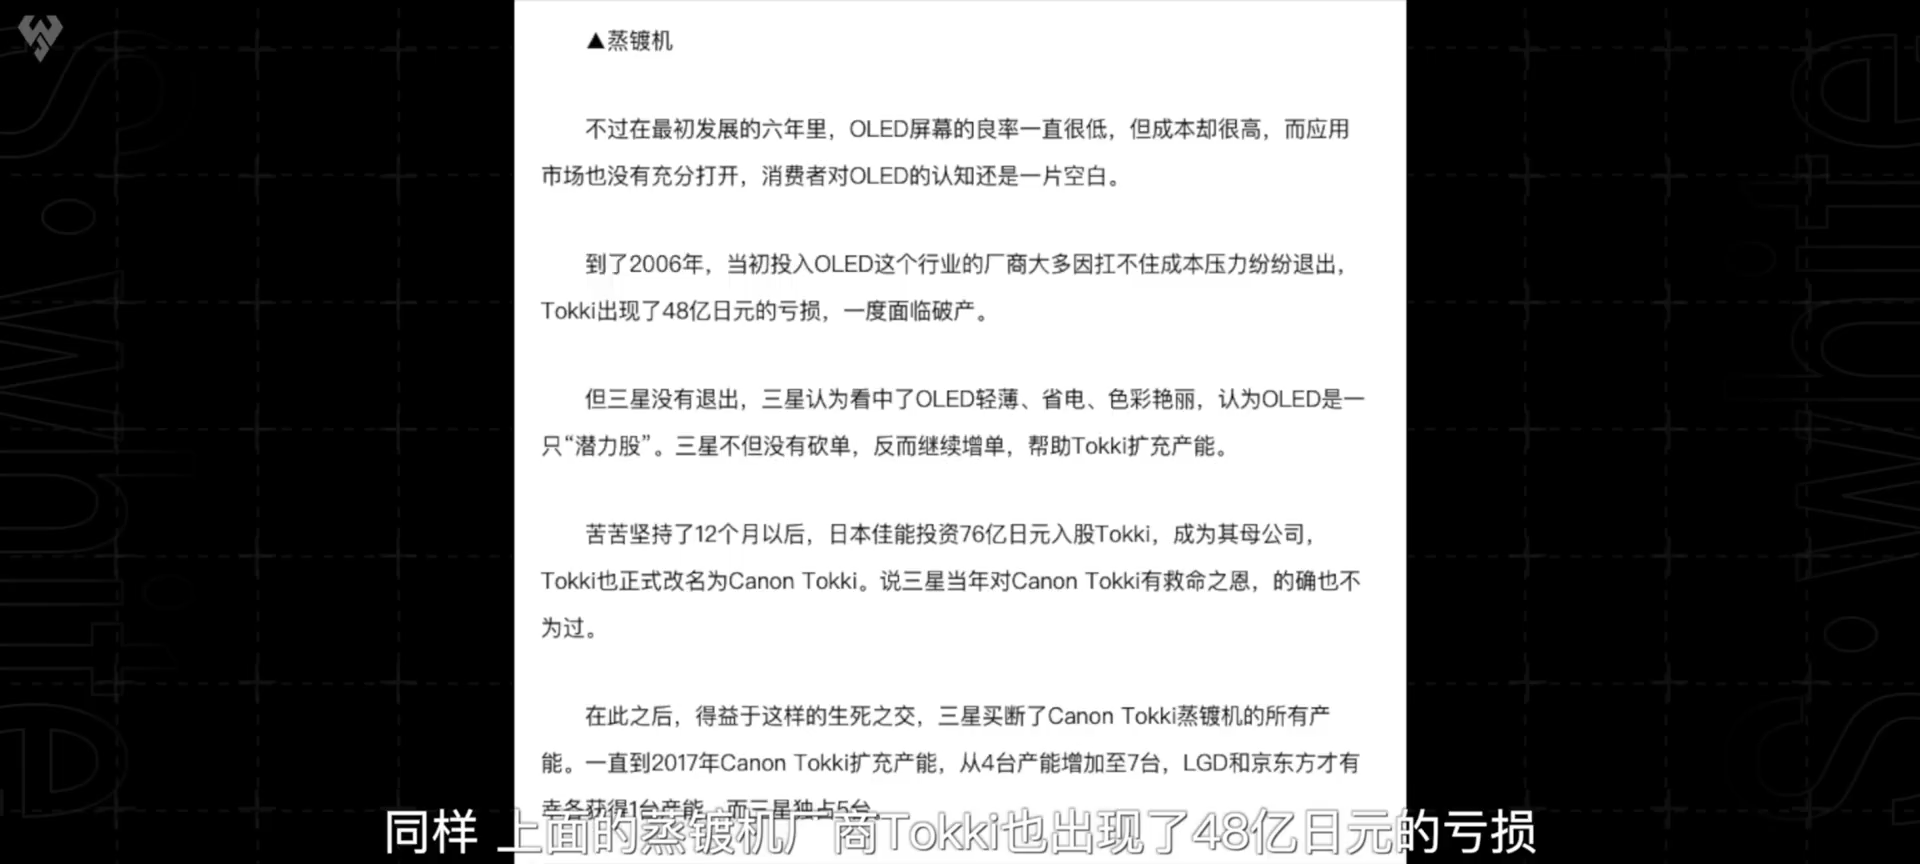 ▲蒸镀机
不过在最初发展的六年里，OLED屏幕的良率一直很低，但成本却很高，而应用
市场也没有充分打开，消费者对OLED的认知还是一片空白。
到了2006年，当初投入OLED这个行业的厂商大多因扛不住成本压力纷纷退出，
Tokki出现了48亿日元的亏损，一度面临破产。
但三星没有退出，三星认为看中了OLED轻薄、省电、色彩艳丽，认为OLED是一
只“潜力股”。三星不但没有砍单，反而继续增单，帮助Tokki扩充产能。
苦苦坚持了12个月以后，日本佳能投资76亿日元入股Tokki，成为其母公司，
Tokki也正式改名为Canon Tokki。说三星当年对Canon Tokki有救命之恩，的确也不
为过。
在此之后，得益于这样的生死之交，三星买断了Canon Tokki蒸镀机的所有产
能。一直到2017年Canon Tokki扩充产能，从4台产能增加至7台，LGD和京东方才有
幸各获得1台产能，而三星独占5台。
同样 上面的蒸镀机厂商Tokki也出现了48亿日元的亏损